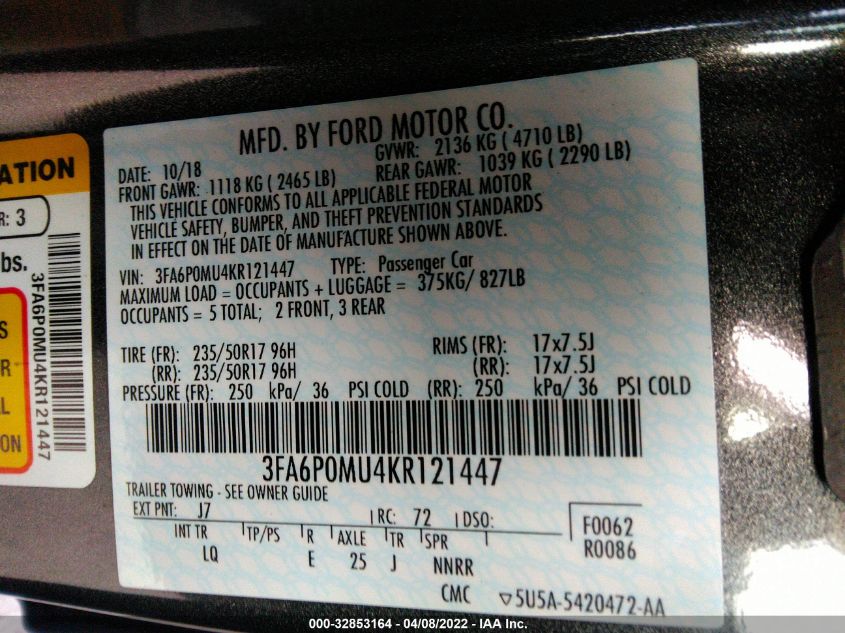 MFD. BY FORD MOTOR CO.
DATE: 10/18
GVWR: 2136 KG ( 4710 LB)
FRONT GAWR: 1118 KG ( 2465 LB)
REAR GAWR: 1039 KG ( 2290 LB)
THIS VEHICLE CONFORMS TO ALL APPLICABLE FEDERAL MOTOR
VEHICLE SAFETY, BUMPER, AND THEFT PREVENTION STANDARDS
IN EFFECT ON THE DATE OF MANUFACTURE SHOWN ABOVE.
VIN: 3FA6P0MU4KR121447 TYPE: Passenger Car
MAXIMUM LOAD = OCCUPANTS + LUGGAGE = 375KG/ 827LB
OCCUPANTS = 5 TOTAL; 2 FRONT, 3 REAR
TIRE (FR): 235/50R17 96H RIMS (FR): 17x7.5J
(RR): 235/50R17 96H (RR): 17x7.5J
PRESSURE (FR): 250 kPa/ 36 PSI COLD (RR): 250 kPa/ 36 PSI COLD
3FA6P0MU4KR121447
TRAILER TOWING - SEE OWNER GUIDE
EXT PNT: J7 RC: 72 DSO:
F0062
R0086
INT TR TP/PS R AXLE TR SPR
LQ E 25 J NNRR
CMC 5U5A-5420472-AA
ATION
R: 3
bs.
3FA6P0MU4KR121447
S
R
L
ON
000-32853164 - 04/08/2022 - IAA Inc.